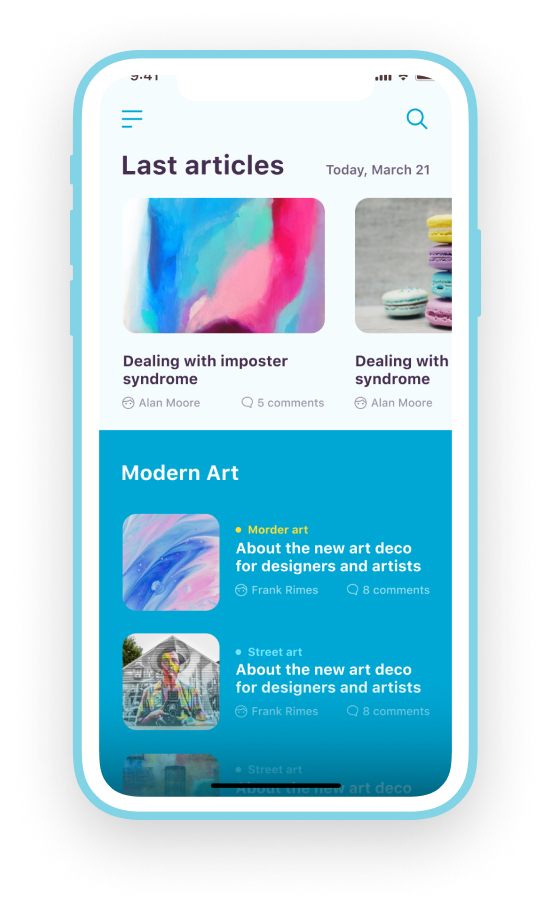 9:41
Last articles
Today, March 21
Dealing with imposter
syndrome
Alan Moore
5 comments
Dealing with
syndrome
Alan Moore
Modern Art
Morder art
About the new art deco
for designers and artists
Frank Rimes
8 comments
Street art
About the new art deco
for designers and artists
Frank Rimes
8 comments
Street art
About the new art deco